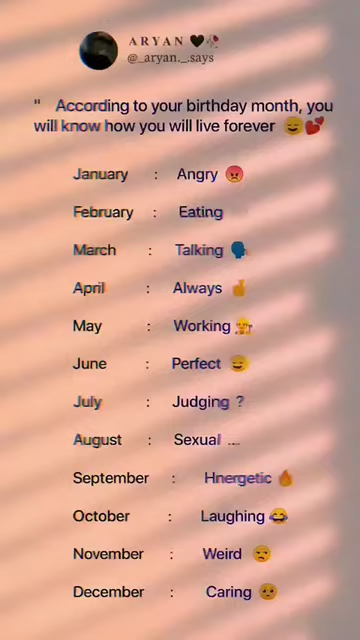 ARYAN 🖤🥀
@_aryan._.says
" According to your birthday month, you
will know how you will live forever 😄💕
January : Angry 😡
February : Eating
March : Talking 🗣
April : Always 🤞
May : Working 👷
June : Perfect 😄
July : Judging ?
August : Sexual ...
September : Hnergetic 🔥
October : Laughing 😂
November : Weird 😒
December : Caring 🥺